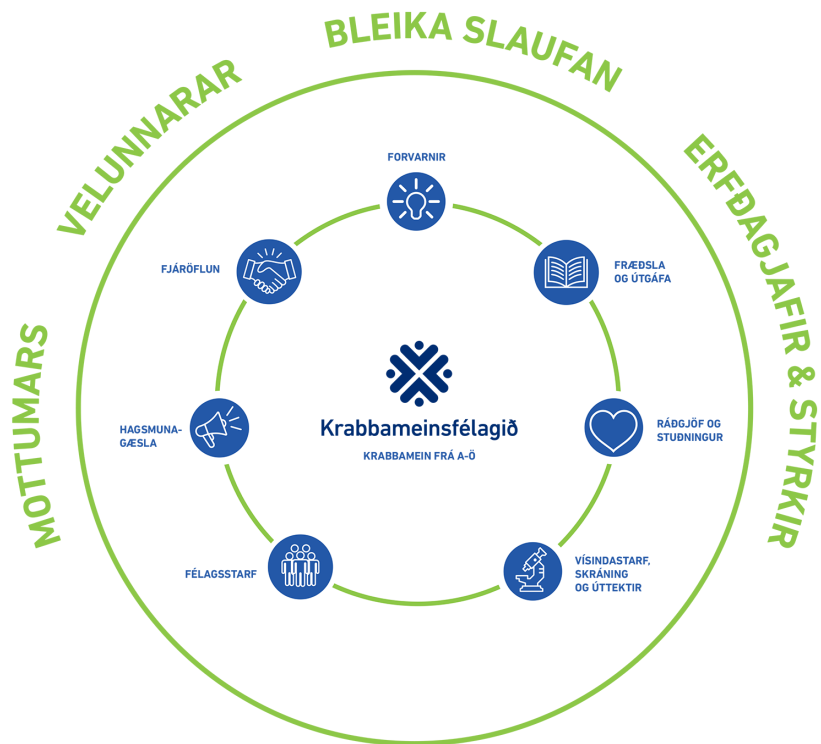 BLEIKA SLAUFAN
VELUNNARAR
ERFÐAGJAFIR & STYRKIR
MOTTUMARS
FORVARNIR
FJÁRÖFLUN
FRÆÐSLA
OG ÚTGÁFA
HAGSMUNA-
GÆSLA
Krabbameinsfélagið
KRABBAMEIN FRÁ A-Ö
RÁÐGJÖF OG
STUÐNINGUR
FÉLAGSSTARF
VÍSINDASTARF,
SKRÁNING
OG ÚTTEKTIR